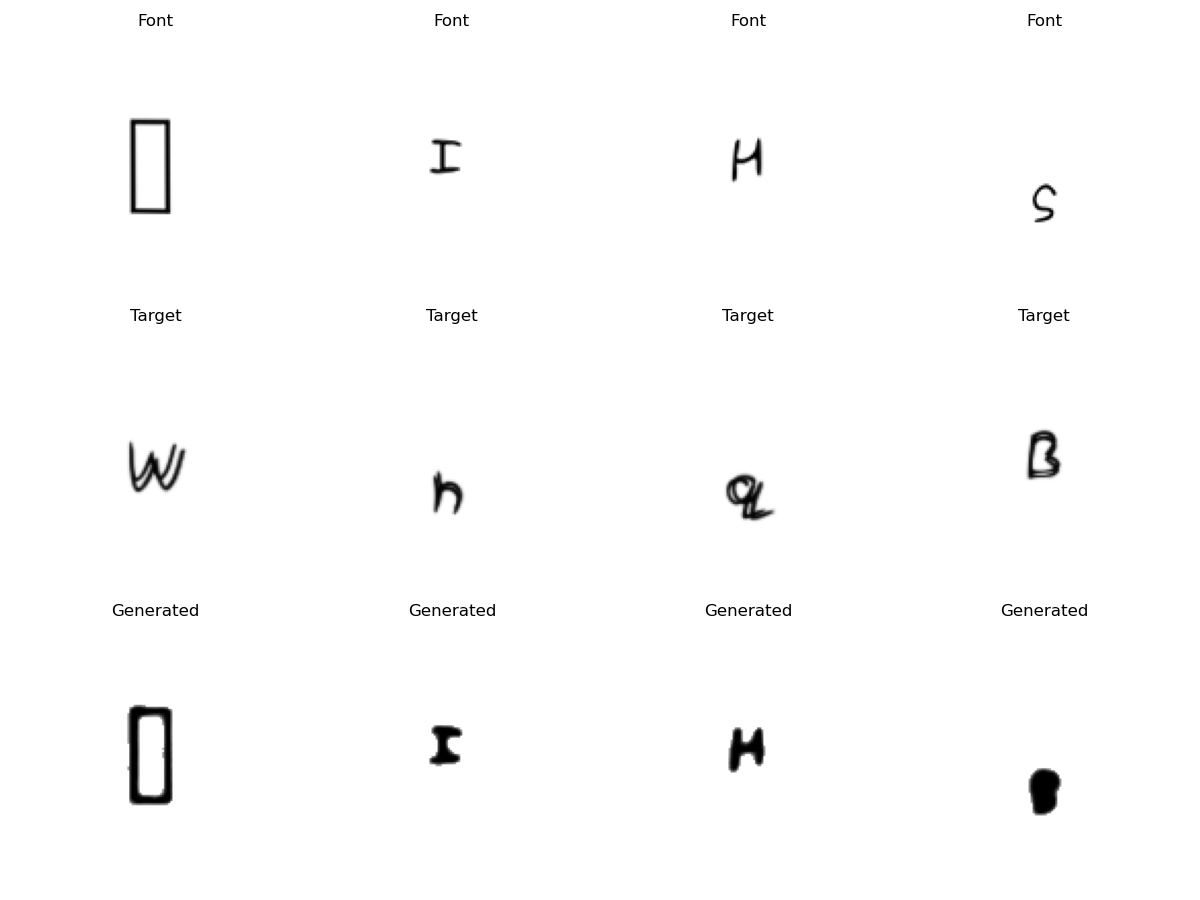 Font Font Font Font
I H S
Target Target Target Target
W h q B
Generated Generated Generated Generated
I H